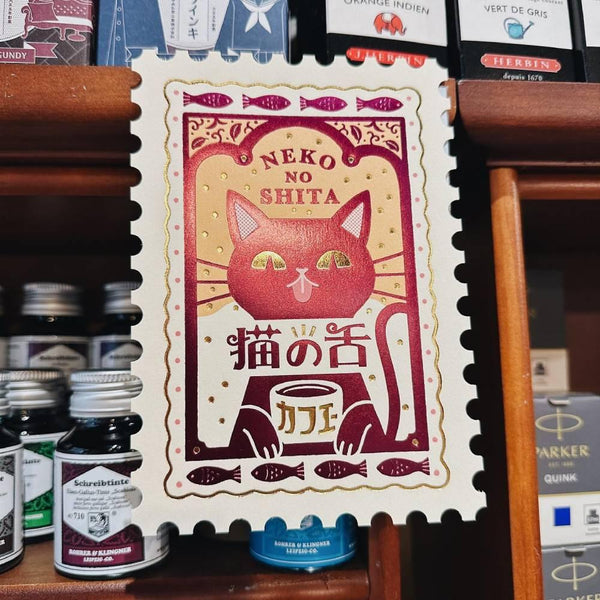 ORANGE INDIEN
J.HERBIN
VERT DE GRIS
HERBIN
depuis 1670
NEKO
NO
SHITA
猫の舌
カフェー
PARKER
QUINK
Schreibtinte
ROHRER & KLINGNER
LEIPZIG-CO.
ROHRER & KLINGNER
LEIPZIG-CO.